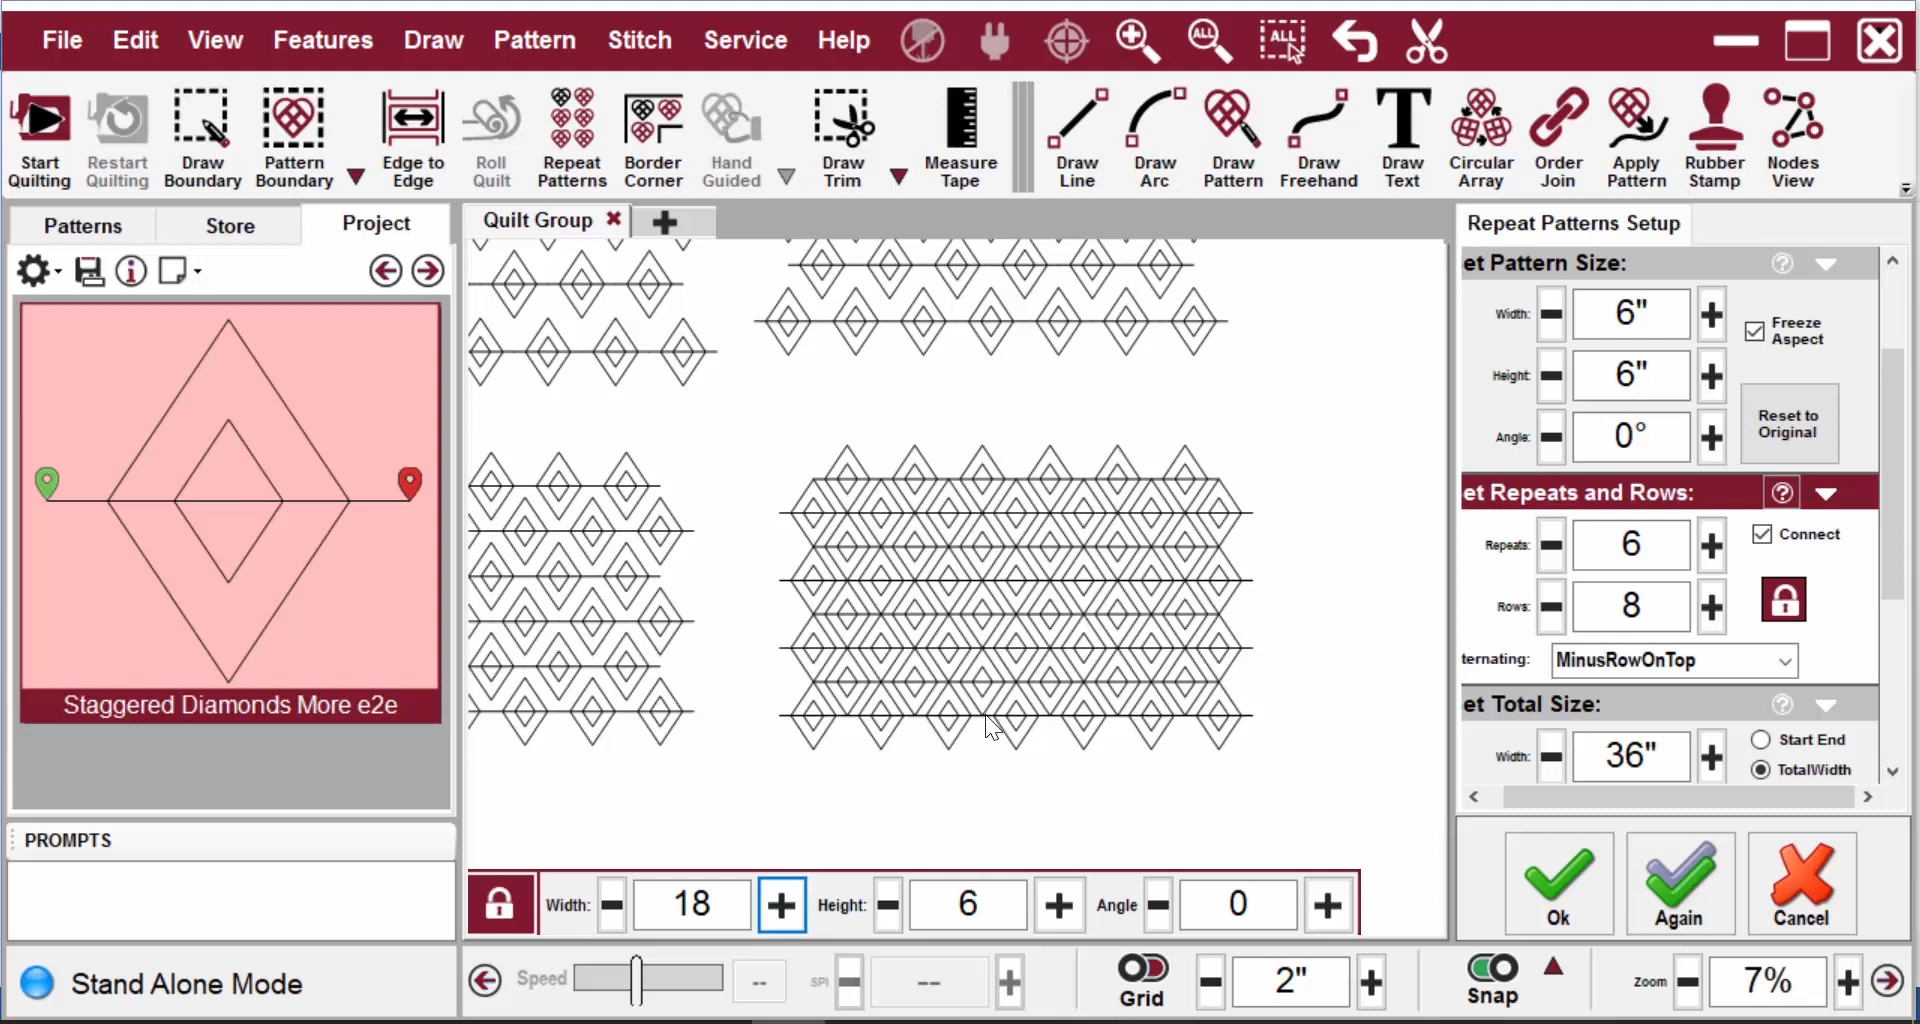 File Edit View Features Draw Pattern Stitch Service Help ALL ALL
Start Quilting
Restart Quilting
Draw Boundary
Pattern Boundary
Edge to Edge
Roll Quilt
Repeat Patterns
Border Corner
Hand Guided
Draw Trim
Measure Tape
Draw Line
Draw Arc
Draw Pattern
Draw Freehand
Draw Text
Circular Array
Order Join
Apply Pattern
Rubber Stamp
Nodes View
Patterns Store Project
Quilt Group
Repeat Patterns Setup
et Pattern Size: ?
Width: 6"
Freeze
Aspect
Height: 6"
Reset to
Original
Angle: 0°
et Repeats and Rows: ?
Repeats: 6
Connect
Rows: 8
ternating: MinusRowOnTop
et Total Size: ?
Start End
Width: 36"
TotalWidth
Staggered Diamonds More e2e
PROMPTS
Width: 18 Height: 6 Angle 0
Ok Again Cancel
Stand Alone Mode
Speed -- SPI -- Grid 2" Snap Zoom 7%